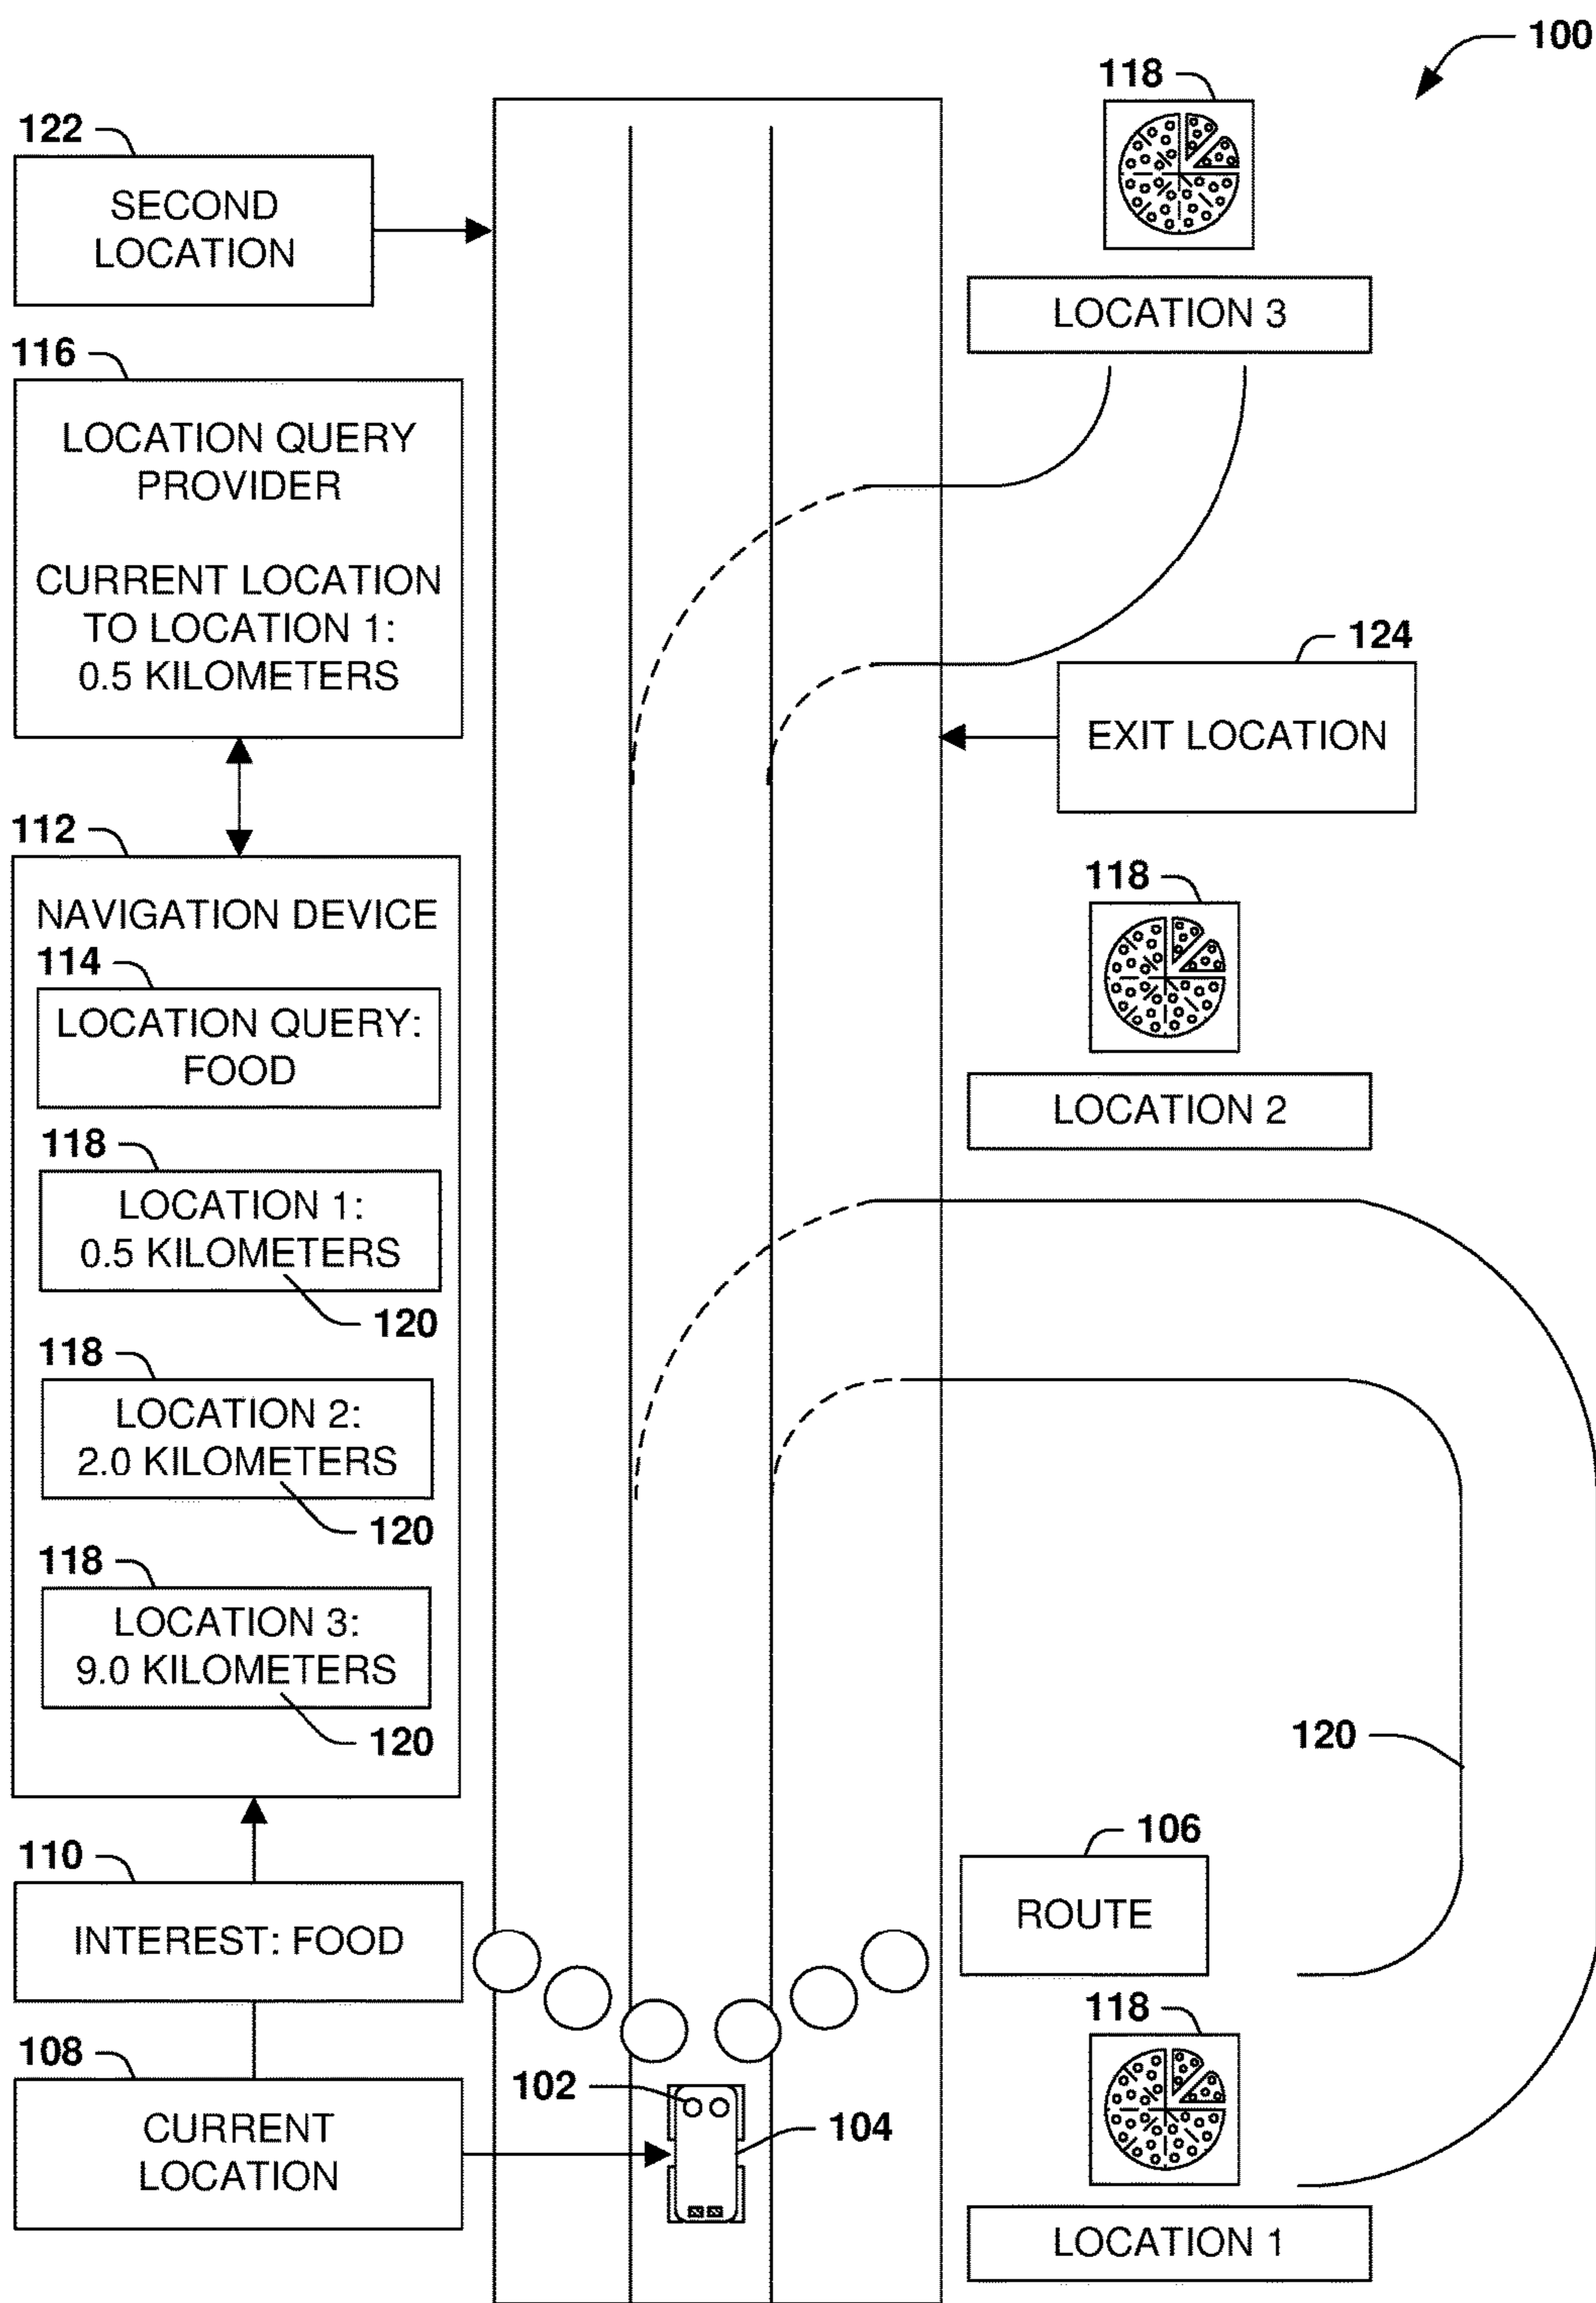 100
118
122
SECOND
LOCATION
LOCATION 3
116
LOCATION QUERY
PROVIDER
CURRENT LOCATION
TO LOCATION 1:
0.5 KILOMETERS
124
EXIT LOCATION
112
NAVIGATION DEVICE
114
LOCATION QUERY:
FOOD
118
LOCATION 1:
0.5 KILOMETERS
120
118
LOCATION 2:
2.0 KILOMETERS
120
118
LOCATION 3:
9.0 KILOMETERS
120
118
LOCATION 2
120
110
INTEREST: FOOD
106
ROUTE
108
CURRENT
LOCATION
102
104
118
LOCATION 1